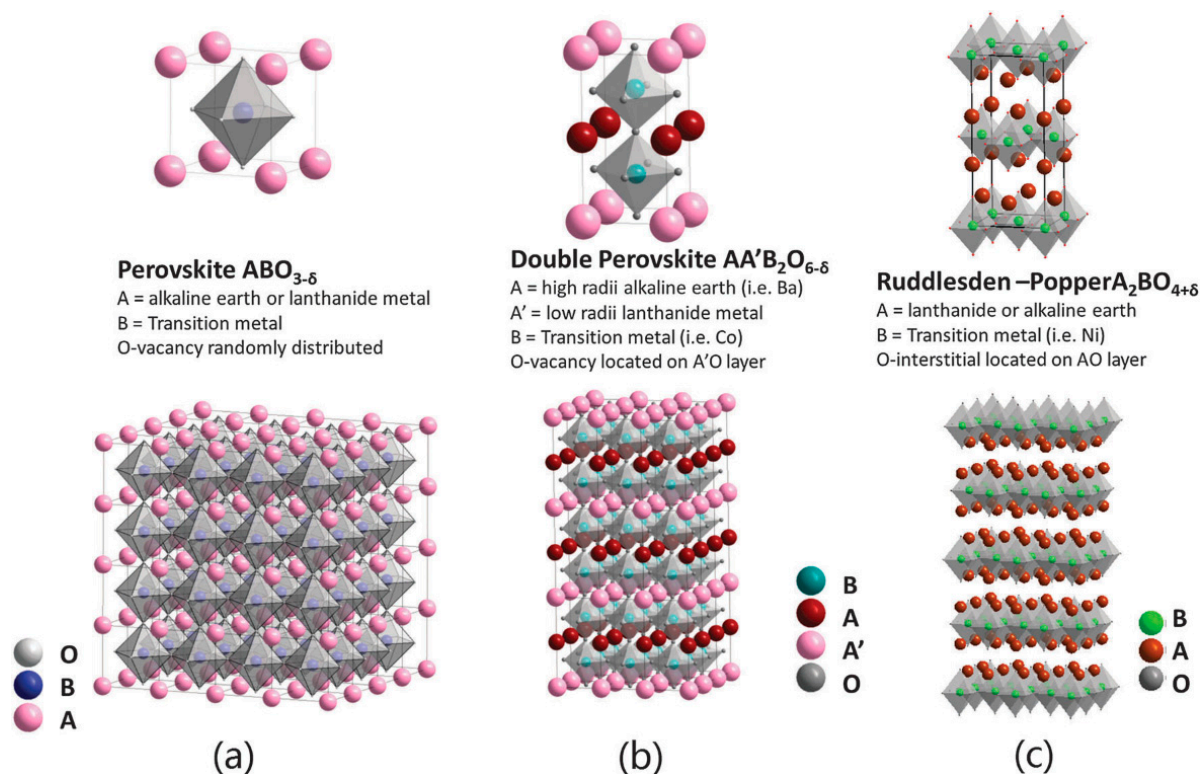 Perovskite ABO₃₋δ
A = alkaline earth or lanthanide metal
B = Transition metal
O-vacancy randomly distributed
Double Perovskite AA'B₂O₆₋δ
A = high radii alkaline earth (i.e. Ba)
A' = low radii lanthanide metal
B = Transition metal (i.e. Co)
O-vacancy located on A'O layer
Ruddlesden –PopperA₂BO₄₊δ
A = lanthanide or alkaline earth
B = Transition metal (i.e. Ni)
O-interstitial located on AO layer
O
B
A
B
A
A'
O
B
A
O
(a)
(b)
(c)